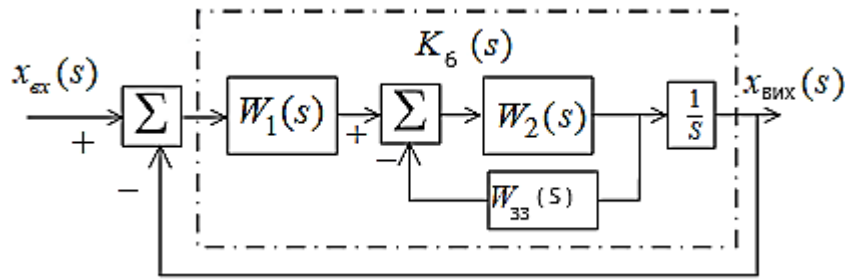 K_б (s)
x_вх(s)
x_вих(s)
+
Σ
W_1(s)
+
Σ
W_2(s)
1/s
−
−
W_зз (S)